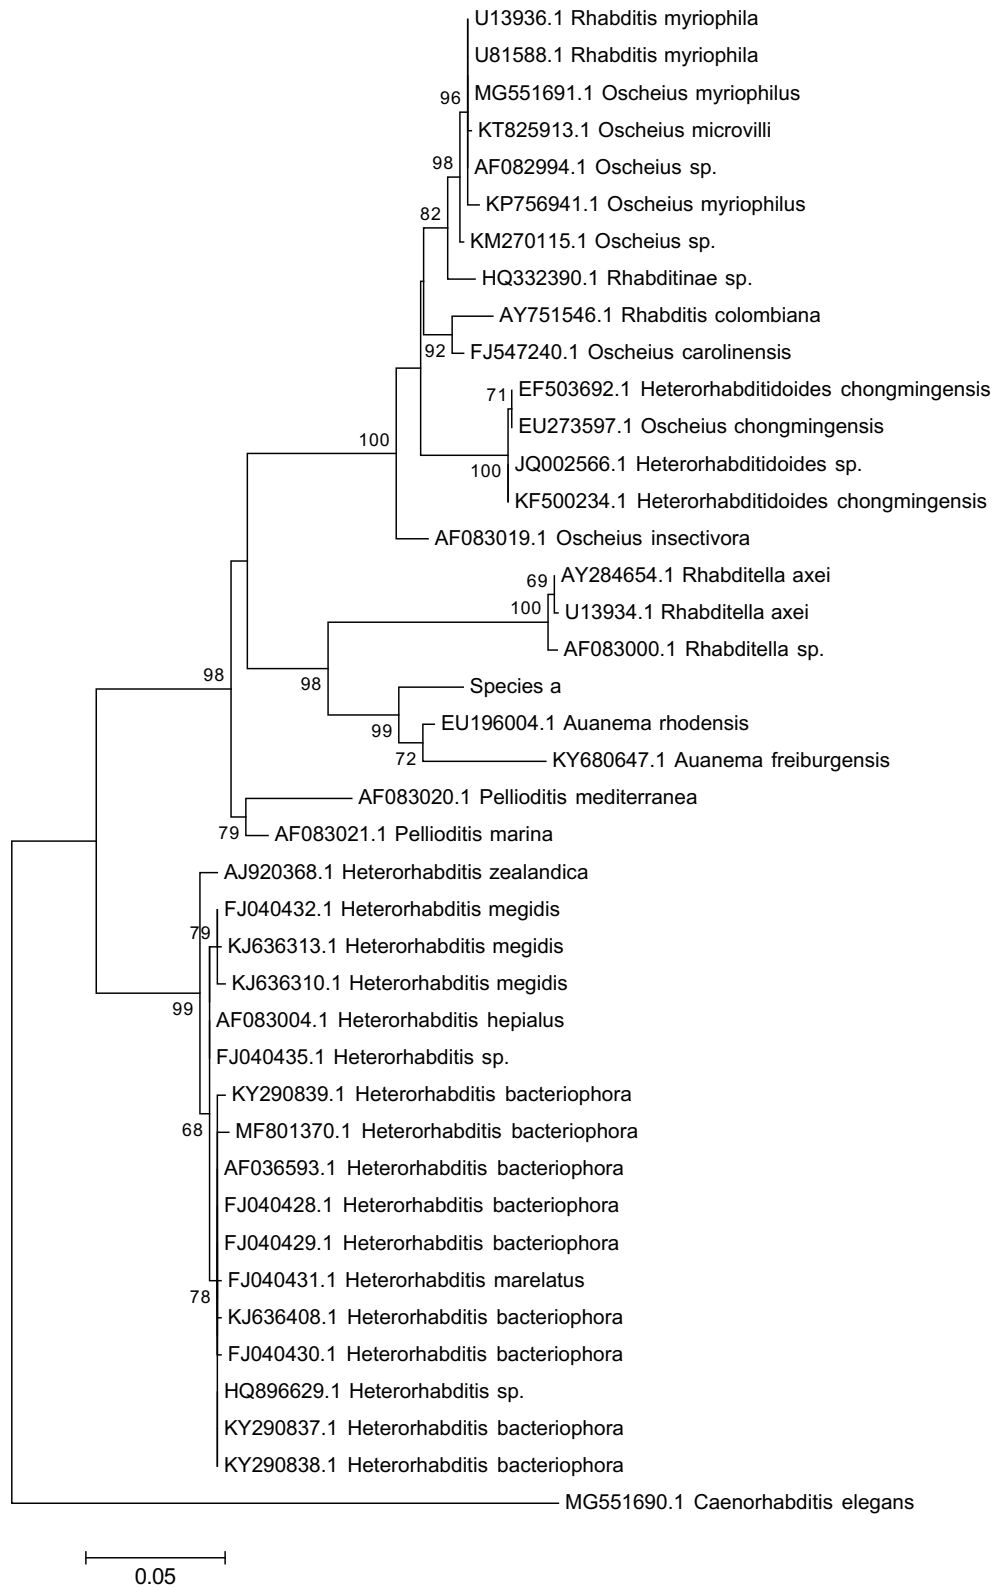 U13936.1 Rhabditis myriophila
U81588.1 Rhabditis myriophila
96
MG551691.1 Oscheius myriophilus
KT825913.1 Oscheius microvilli
98
AF082994.1 Oscheius sp.
KP756941.1 Oscheius myriophilus
82
KM270115.1 Oscheius sp.
HQ332390.1 Rhabditinae sp.
AY751546.1 Rhabditis colombiana
92
FJ547240.1 Oscheius carolinensis
71
EF503692.1 Heterorhabditidoides chongmingensis
EU273597.1 Oscheius chongmingensis
100
100
JQ002566.1 Heterorhabditidoides sp.
KF500234.1 Heterorhabditidoides chongmingensis
AF083019.1 Oscheius insectivora
69
AY284654.1 Rhabditella axei
100
U13934.1 Rhabditella axei
AF083000.1 Rhabditella sp.
98
98
Species a
99
EU196004.1 Auanema rhodensis
72
KY680647.1 Auanema freiburgensis
AF083020.1 Pellioditis mediterranea
79
AF083021.1 Pellioditis marina
AJ920368.1 Heterorhabditis zealandica
FJ040432.1 Heterorhabditis megidis
79
KJ636313.1 Heterorhabditis megidis
KJ636310.1 Heterorhabditis megidis
99
AF083004.1 Heterorhabditis hepialus
FJ040435.1 Heterorhabditis sp.
KY290839.1 Heterorhabditis bacteriophora
68
MF801370.1 Heterorhabditis bacteriophora
AF036593.1 Heterorhabditis bacteriophora
FJ040428.1 Heterorhabditis bacteriophora
FJ040429.1 Heterorhabditis bacteriophora
FJ040431.1 Heterorhabditis marelatus
78
KJ636408.1 Heterorhabditis bacteriophora
FJ040430.1 Heterorhabditis bacteriophora
HQ896629.1 Heterorhabditis sp.
KY290837.1 Heterorhabditis bacteriophora
KY290838.1 Heterorhabditis bacteriophora
MG551690.1 Caenorhabditis elegans
0.05